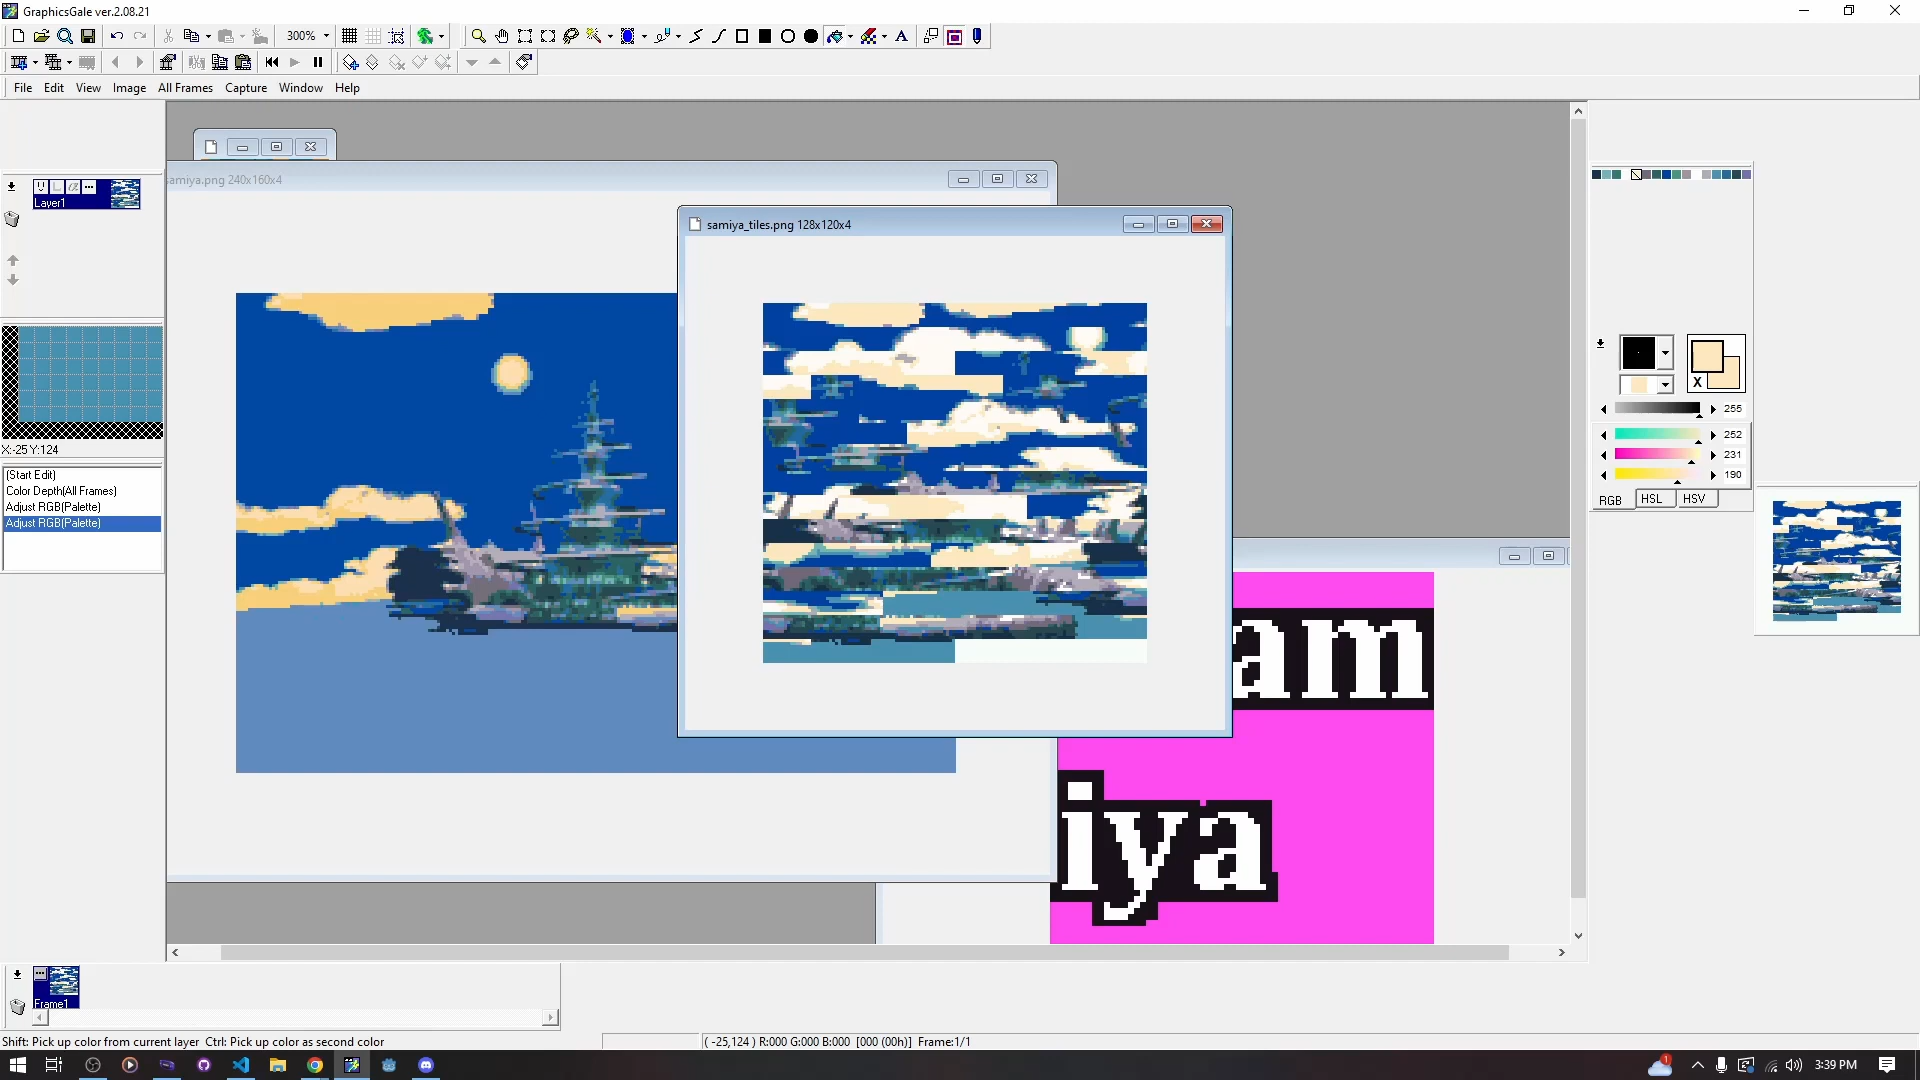 GraphicsGale ver.2.08.21
300%
File Edit View Image All Frames Capture Window Help
samiya.png 240x160x4
Layer1
samiya_tiles.png 128x120x4
255
X:-25 Y:124
252
231
(Start Edit)
190
Color Depth(All Frames)
RGB HSL HSV
Adjust RGB(Palette)
Adjust RGB(Palette)
am
iya
Frame1
Shift: Pick up color from current layer Ctrl: Pick up color as second color
( -25,124 ) R:000 G:000 B:000 [000 (00h)] Frame:1/1
3:39 PM